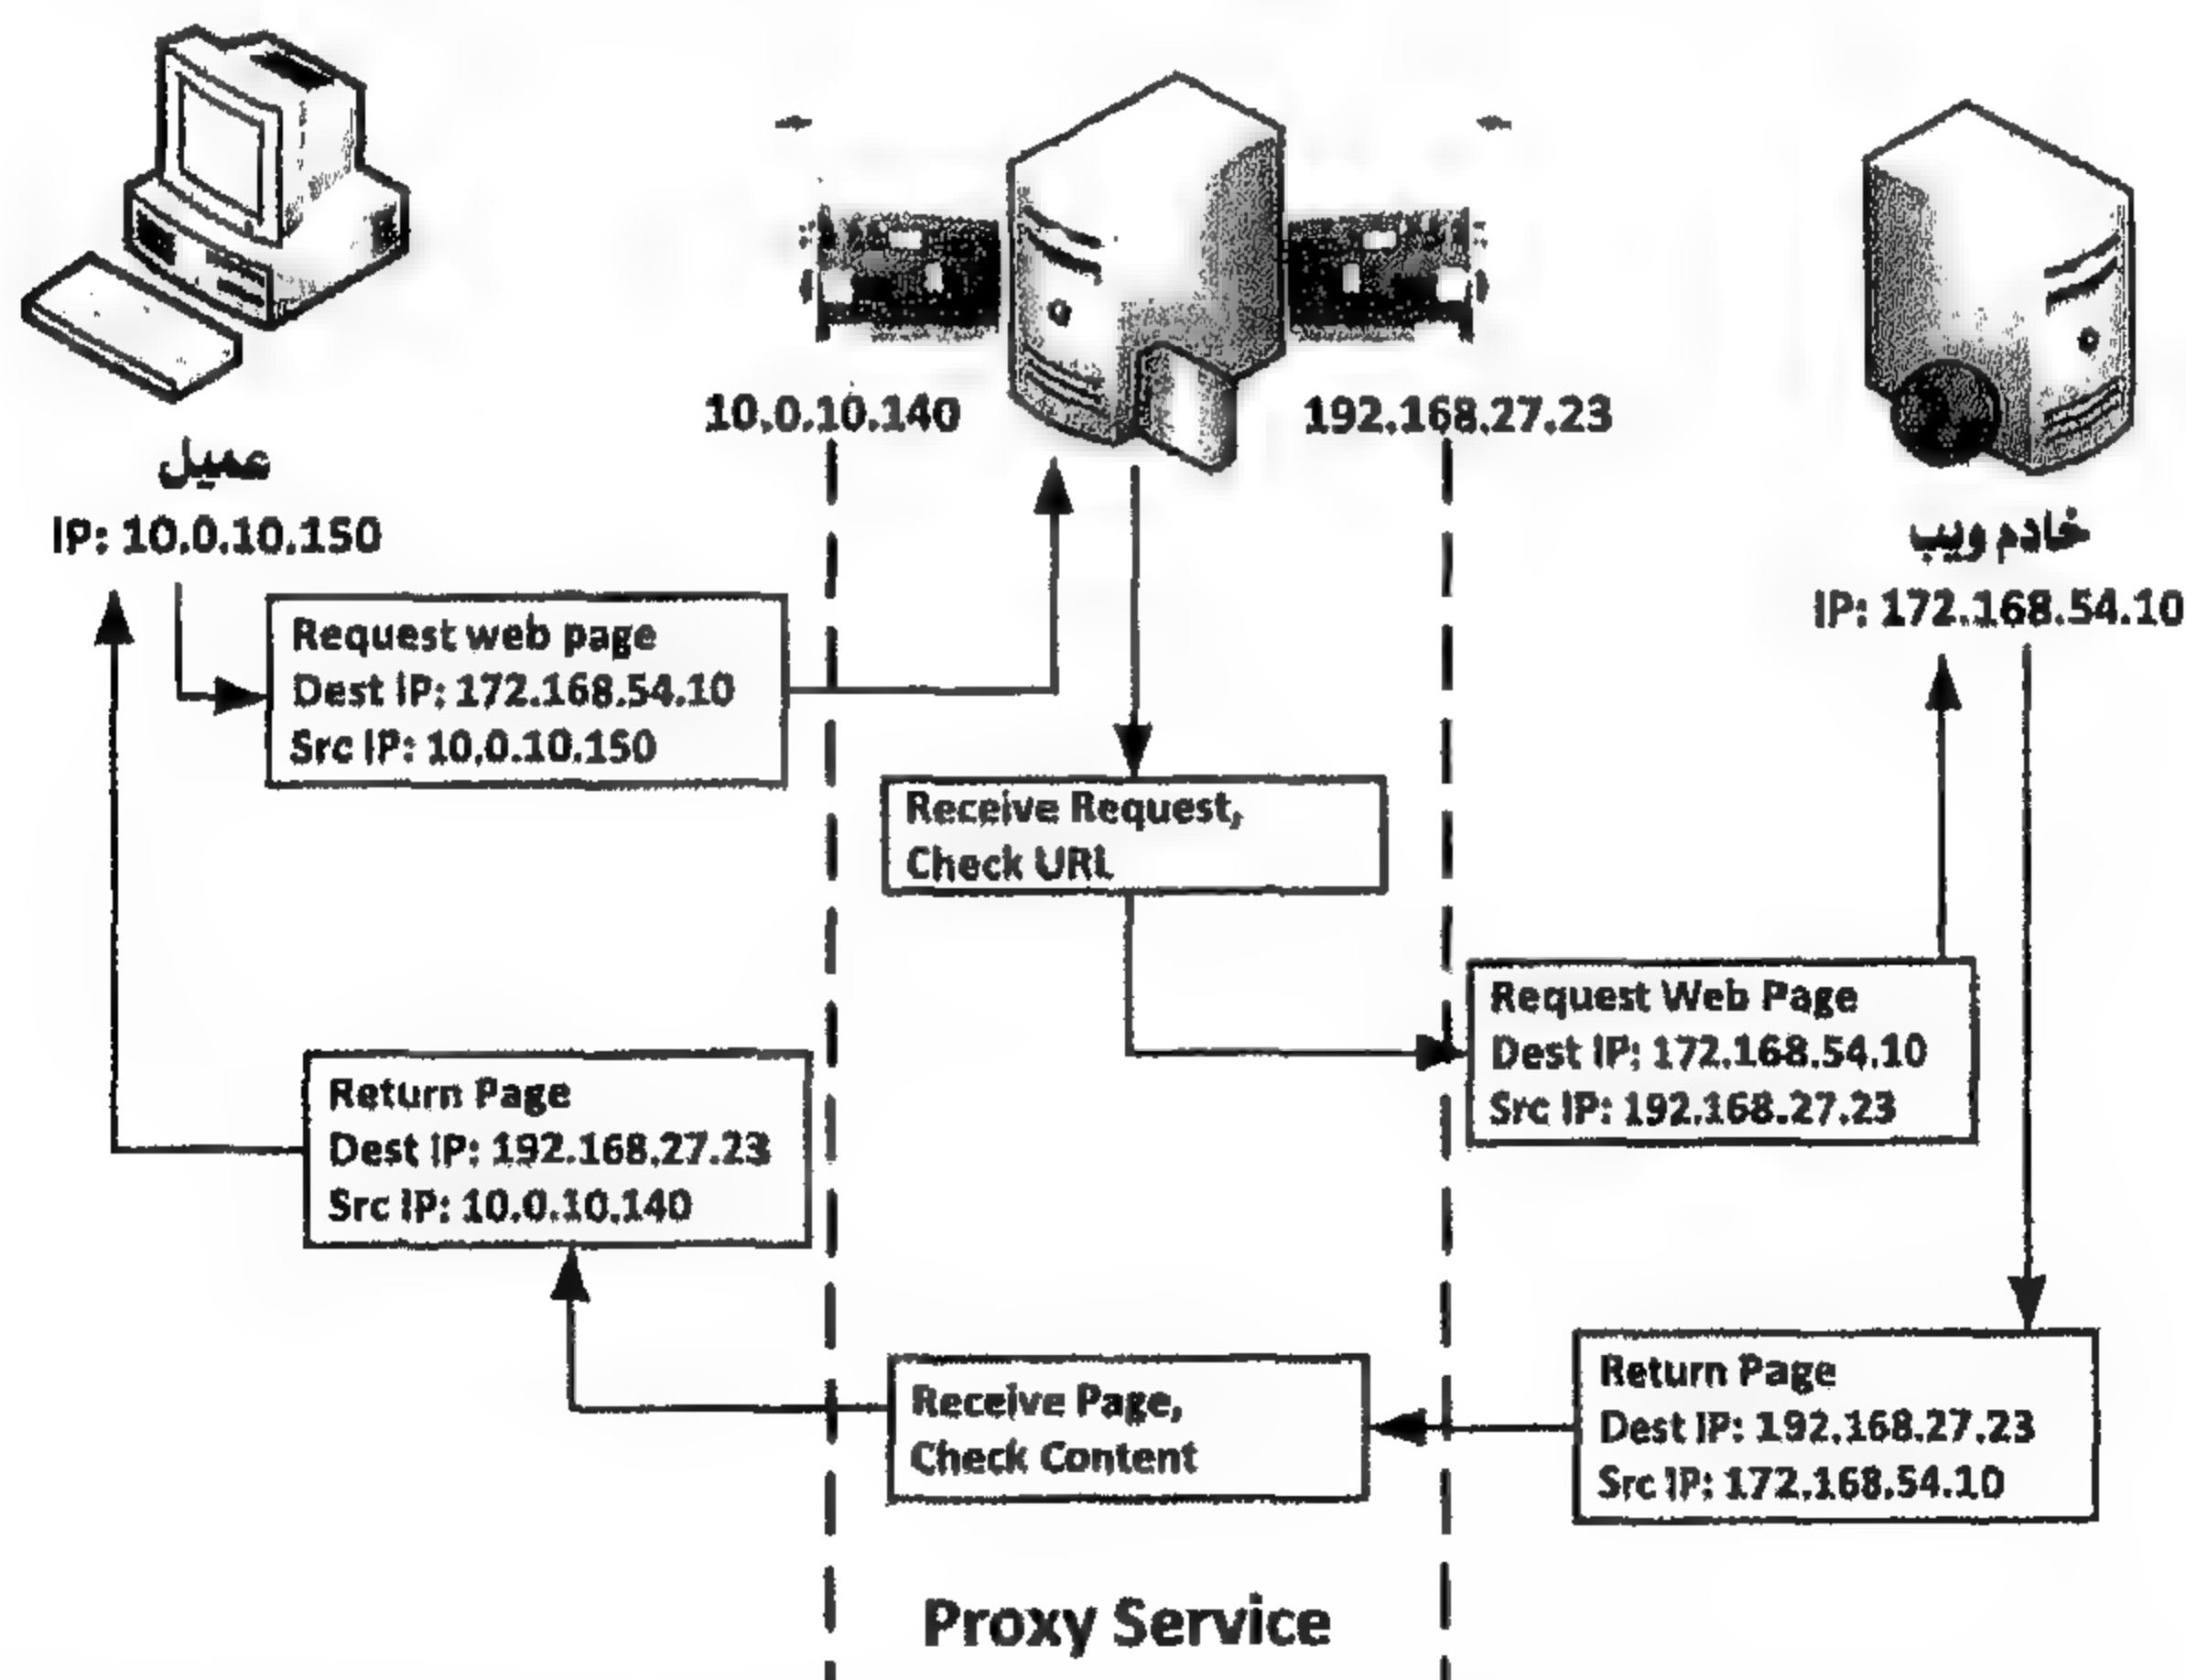 10.0.10.140
192.168.27.23
عميل
IP: 10.0.10.150
خادم ويب
IP: 172.168.54.10
Request web page
Dest IP: 172.168.54.10
Src IP: 10.0.10.150
Receive Request,
Check URL
Request Web Page
Dest IP: 172.168.54.10
Src IP: 192.168.27.23
Return Page
Dest IP: 192.168.27.23
Src IP: 10.0.10.140
Return Page
Dest IP: 192.168.27.23
Src IP: 172.168.54.10
Receive Page,
Check Content
Proxy Service